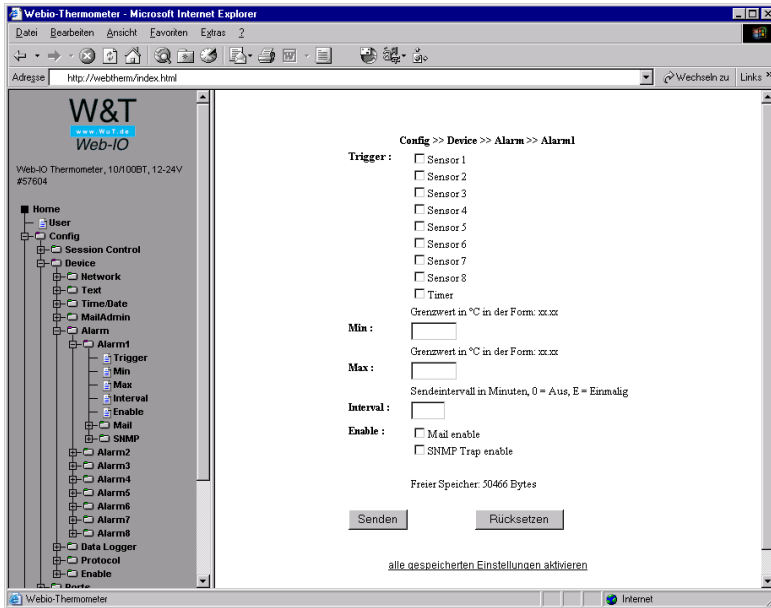 Webio-Thermometer - Microsoft Internet Explorer
Datei Bearbeiten Ansicht Favoriten Extras ?
Adresse http://webtherm/index.html Wechseln zu Links »
W&T
www.WuT.de
Web-IO
Web-IO Thermometer, 10/100BT, 12-24V
#57604
Home
User
Config
Session Control
Device
Network
Text
Time/Date
MailAdmin
Alarm
Alarm1
Trigger
Min
Max
Interval
Enable
Mail
SNMP
Alarm2
Alarm3
Alarm4
Alarm5
Alarm6
Alarm7
Alarm8
Data Logger
Protocol
Enable
Ports
Config >> Device >> Alarm >> Alarm1
Trigger : Sensor 1
Sensor 2
Sensor 3
Sensor 4
Sensor 5
Sensor 6
Sensor 7
Sensor 8
Timer
Grenzwert in °C in der Form: xx.xx
Min :
Grenzwert in °C in der Form: xx.xx
Max :
Sendeintervall in Minuten, 0 = Aus, E = Einmalig
Interval :
Enable : Mail enable
SNMP Trap enable
Freier Speicher: 50466 Bytes
Senden Rücksetzen
alle gespeicherten Einstellungen aktivieren
Webio-Thermometer Internet